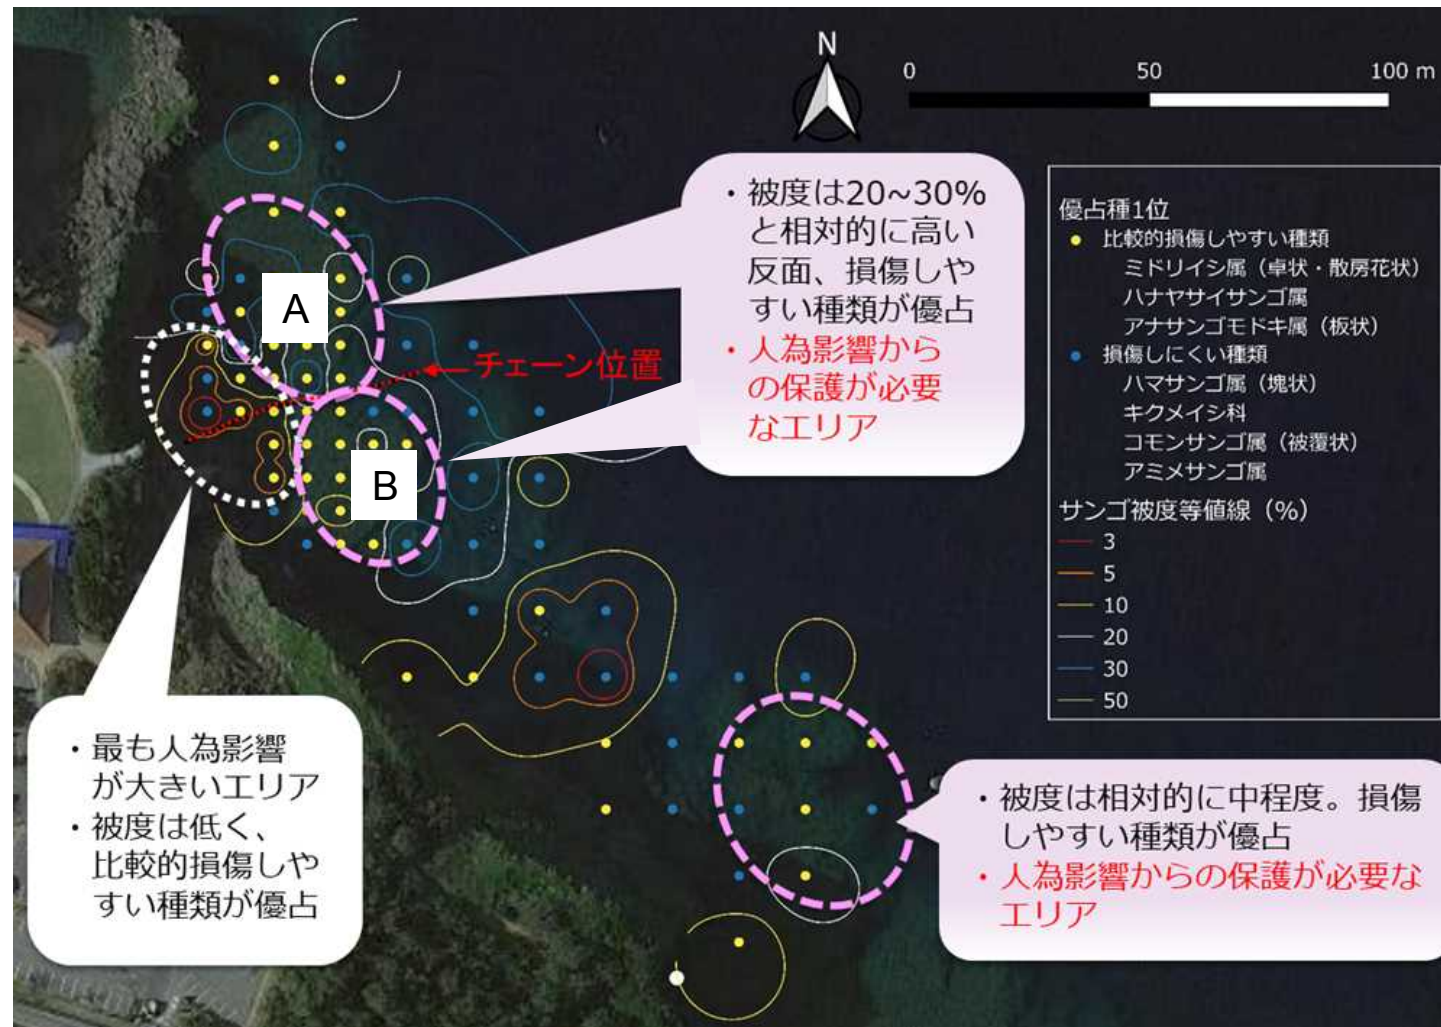 N
0 50 100 m
・被度は20~30%
と相対的に高い
反面、損傷しや
すい種類が優占
・人為影響から
の保護が必要
なエリア
優占種1位
比較的損傷しやすい種類
ミドリイシ属（卓状・散房花状）
ハナヤサイサンゴ属
アナサンゴモドキ属（板状）
損傷しにくい種類
ハマサンゴ属（塊状）
キクメイシ科
コモンサンゴ属（被覆状）
アミメサンゴ属
サンゴ被度等値線（%）
3
5
10
20
30
50
A
チェーン位置
B
・最も人為影響
が大きいエリア
・被度は低く、
比較的損傷しや
すい種類が優占
・被度は相対的に中程度。損傷
しやすい種類が優占
・人為影響からの保護が必要な
エリア